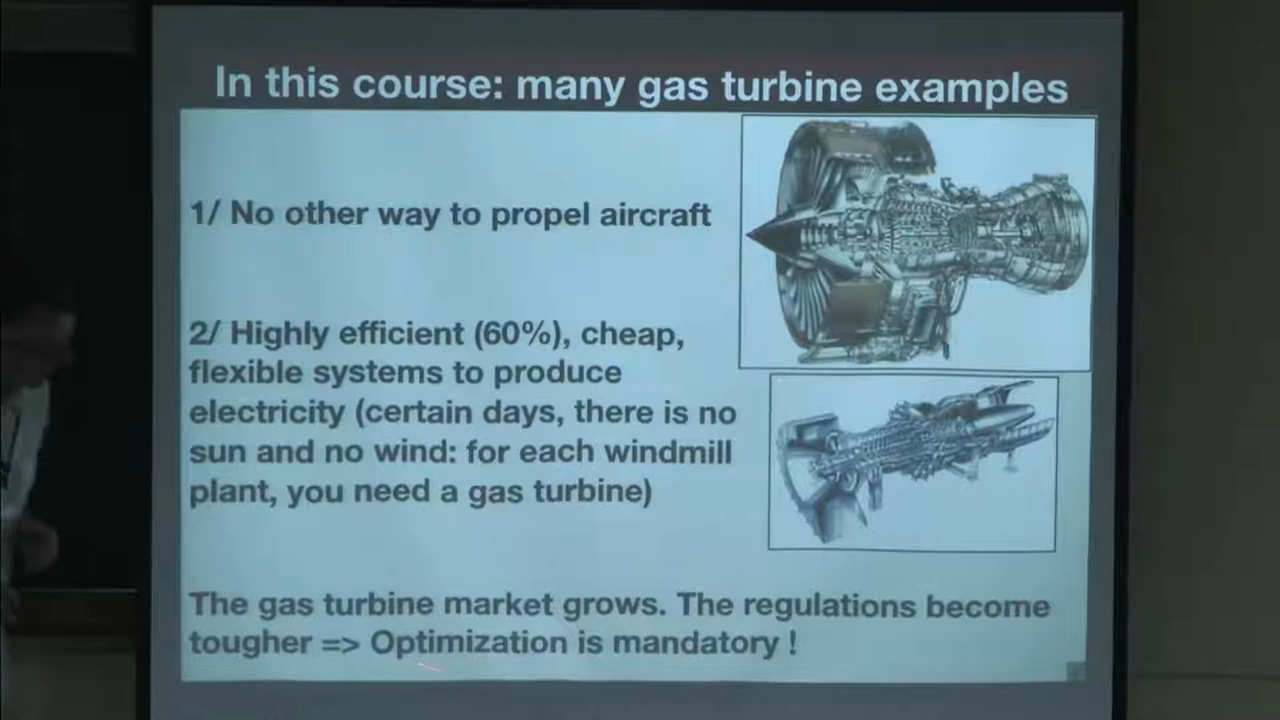 In this course: many gas turbine examples
1/ No other way to propel aircraft
2/ Highly efficient (60%), cheap,
flexible systems to produce
electricity (certain days, there is no
sun and no wind: for each windmill
plant, you need a gas turbine)
The gas turbine market grows. The regulations become
tougher => Optimization is mandatory !